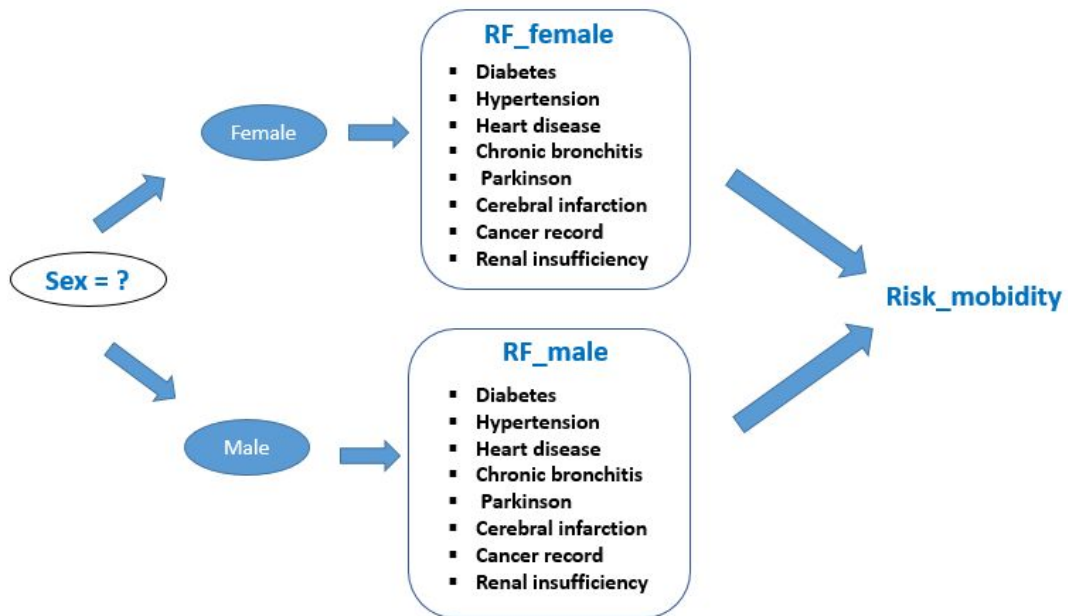 Sex = ?
Female
RF_female
▪ Diabetes
▪ Hypertension
▪ Heart disease
▪ Chronic bronchitis
▪ Parkinson
▪ Cerebral infarction
▪ Cancer record
▪ Renal insufficiency
Male
RF_male
▪ Diabetes
▪ Hypertension
▪ Heart disease
▪ Chronic bronchitis
▪ Parkinson
▪ Cerebral infarction
▪ Cancer record
▪ Renal insufficiency
Risk_mobidity